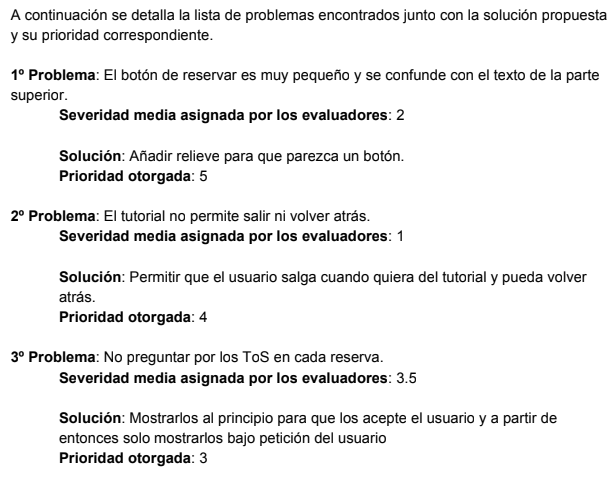 A continuación se detalla la lista de problemas encontrados junto con la solución propuesta
y su prioridad correspondiente.
1º Problema: El botón de reservar es muy pequeño y se confunde con el texto de la parte
superior.
Severidad media asignada por los evaluadores: 2
Solución: Añadir relieve para que parezca un botón.
Prioridad otorgada: 5
2º Problema: El tutorial no permite salir ni volver atrás.
Severidad media asignada por los evaluadores: 1
Solución: Permitir que el usuario salga cuando quiera del tutorial y pueda volver
atrás.
Prioridad otorgada: 4
3º Problema: No preguntar por los ToS en cada reserva.
Severidad media asignada por los evaluadores: 3.5
Solución: Mostrarlos al principio para que los acepte el usuario y a partir de
entonces solo mostrarlos bajo petición del usuario
Prioridad otorgada: 3